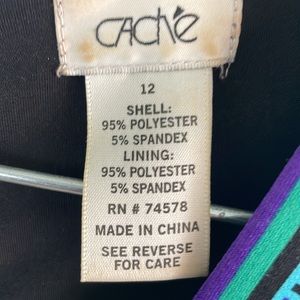 CACHÉ
12
SHELL:
95% POLYESTER
5% SPANDEX
LINING:
95% POLYESTER
5% SPANDEX
RN # 74578
MADE IN CHINA
SEE REVERSE
FOR CARE